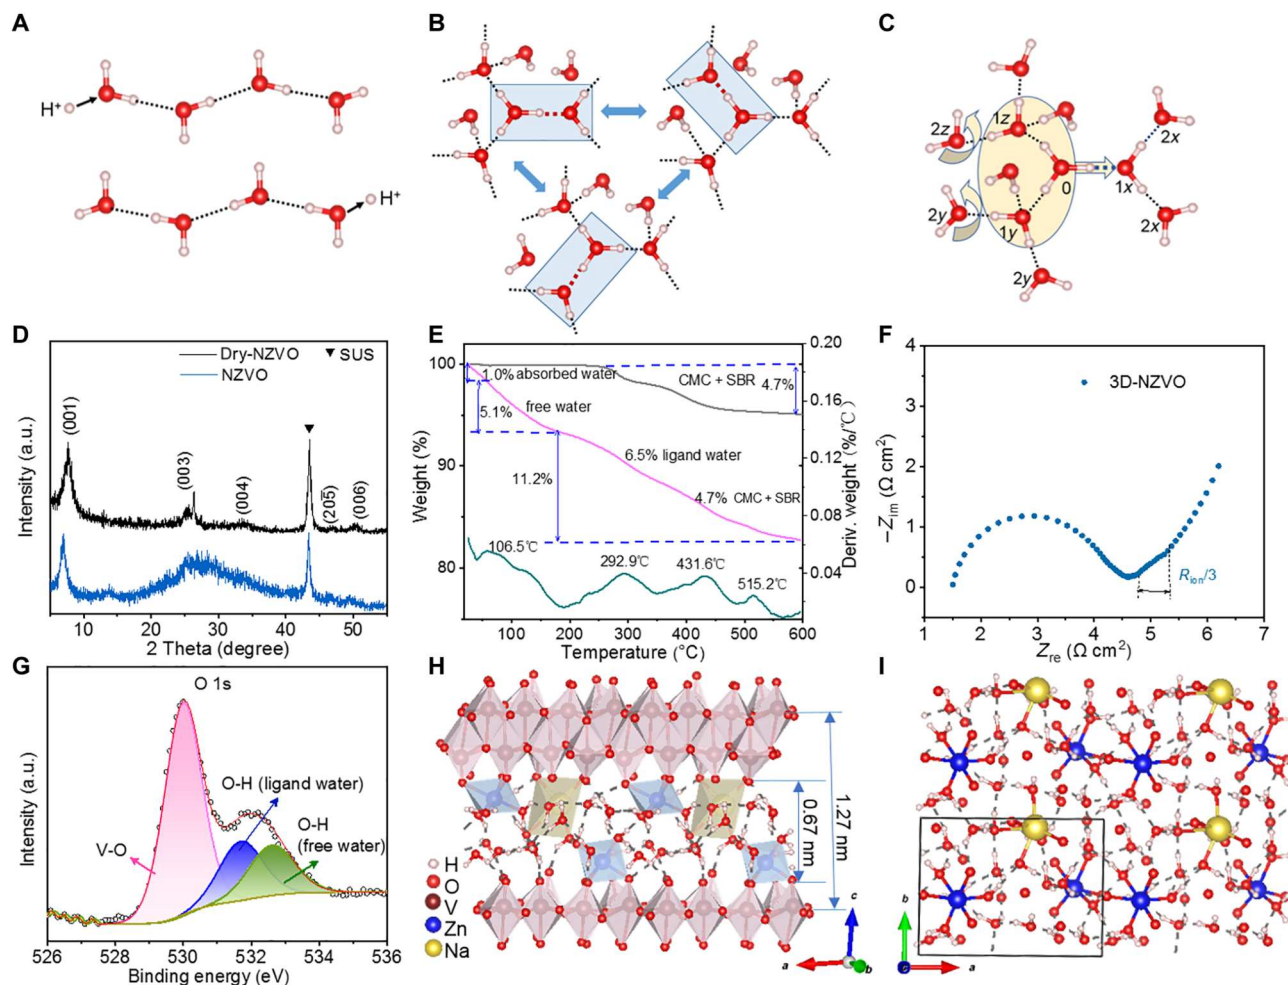 A
H⁺
H⁺
B
C
2z
1z
2x
0
1x
2y
1y
2x
2y
D
Dry-NZVO
▼ SUS
NZVO
(001)
(003)
(004)
(205̅)
(006)
Intensity (a.u.)
10
20
30
40
50
2 Theta (degree)
E
100
90
80
Weight (%)
1.0% absorbed water
5.1%
free water
11.2%
6.5% ligand water
4.7% CMC + SBR
CMC + SBR
4.7%
106.5℃
292.9℃
431.6℃
515.2℃
0.20
0.16
0.12
0.08
0.04
Deriv. weight (%/℃)
100
200
300
400
500
600
Temperature (°C)
F
4
3
2
1
0
−Zim (Ω cm²)
3D-NZVO
Rion/3
1
2
3
4
5
6
7
Zre (Ω cm²)
G
O 1s
O-H (ligand water)
O-H
(free water)
V-O
Intensity (a.u.)
526
528
530
532
534
536
Binding energy (eV)
H
0.67 nm
1.27 nm
H
O
V
Zn
Na
c
a
b
I
b
c
a